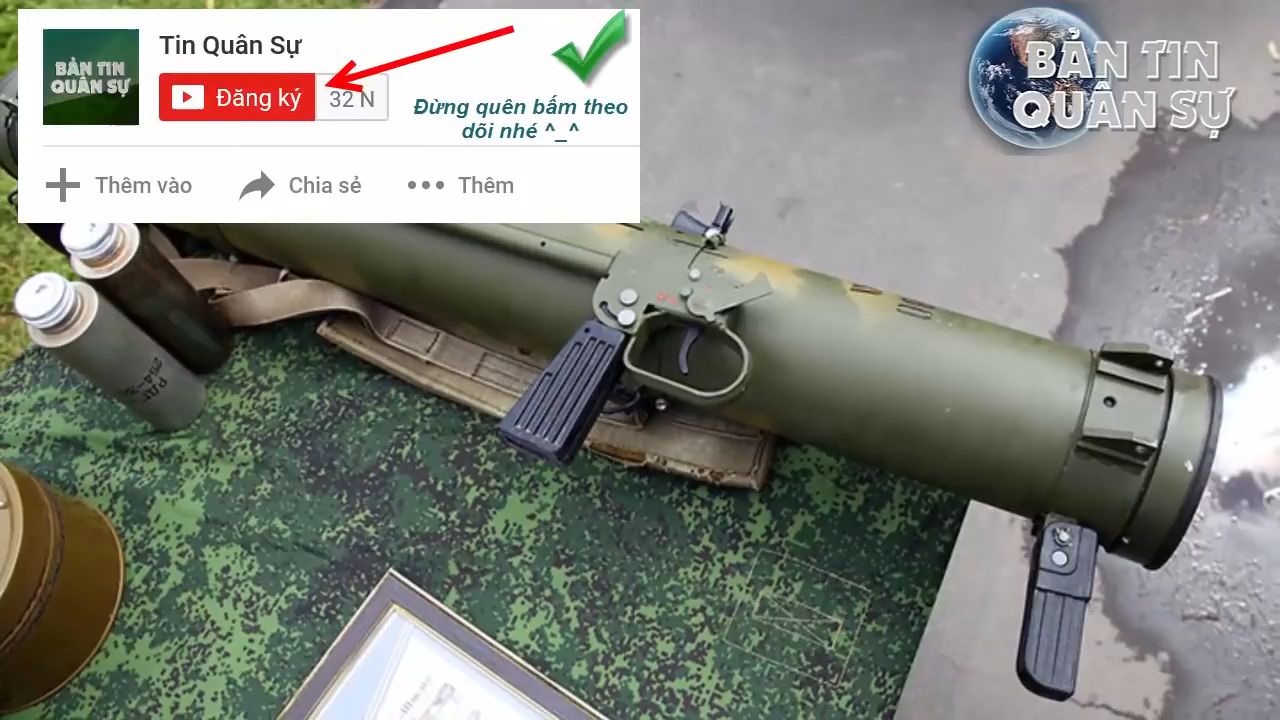 BẢN TIN
QUÂN SỰ
Tin Quân Sự
Đăng ký
32 N
Đừng quên bấm theo
dõi nhé ^_^
Thêm vào
Chia sẻ
Thêm
BẢN TIN
QUÂN SỰ